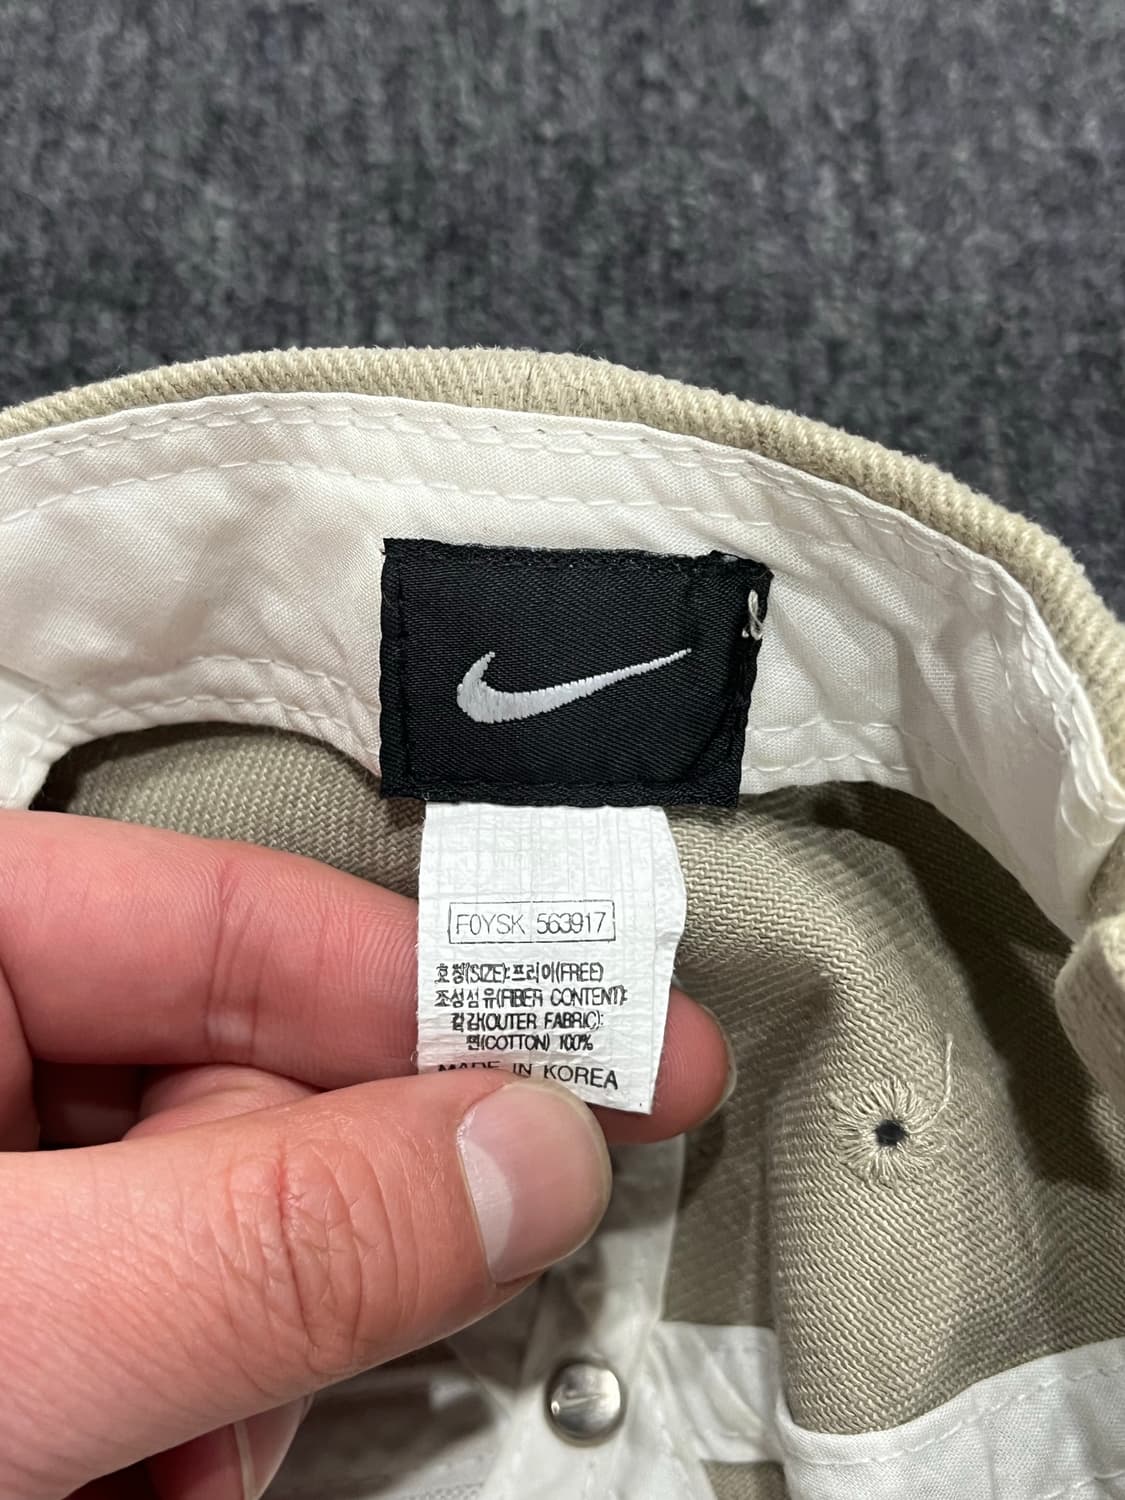 F0YSK 563917
호칭(SIZE):프리이(FREE)
조성섬유(FIBER CONTENT):
겉감(OUTER FABRIC):
면(COTTON) 100%
MADE IN KOREA